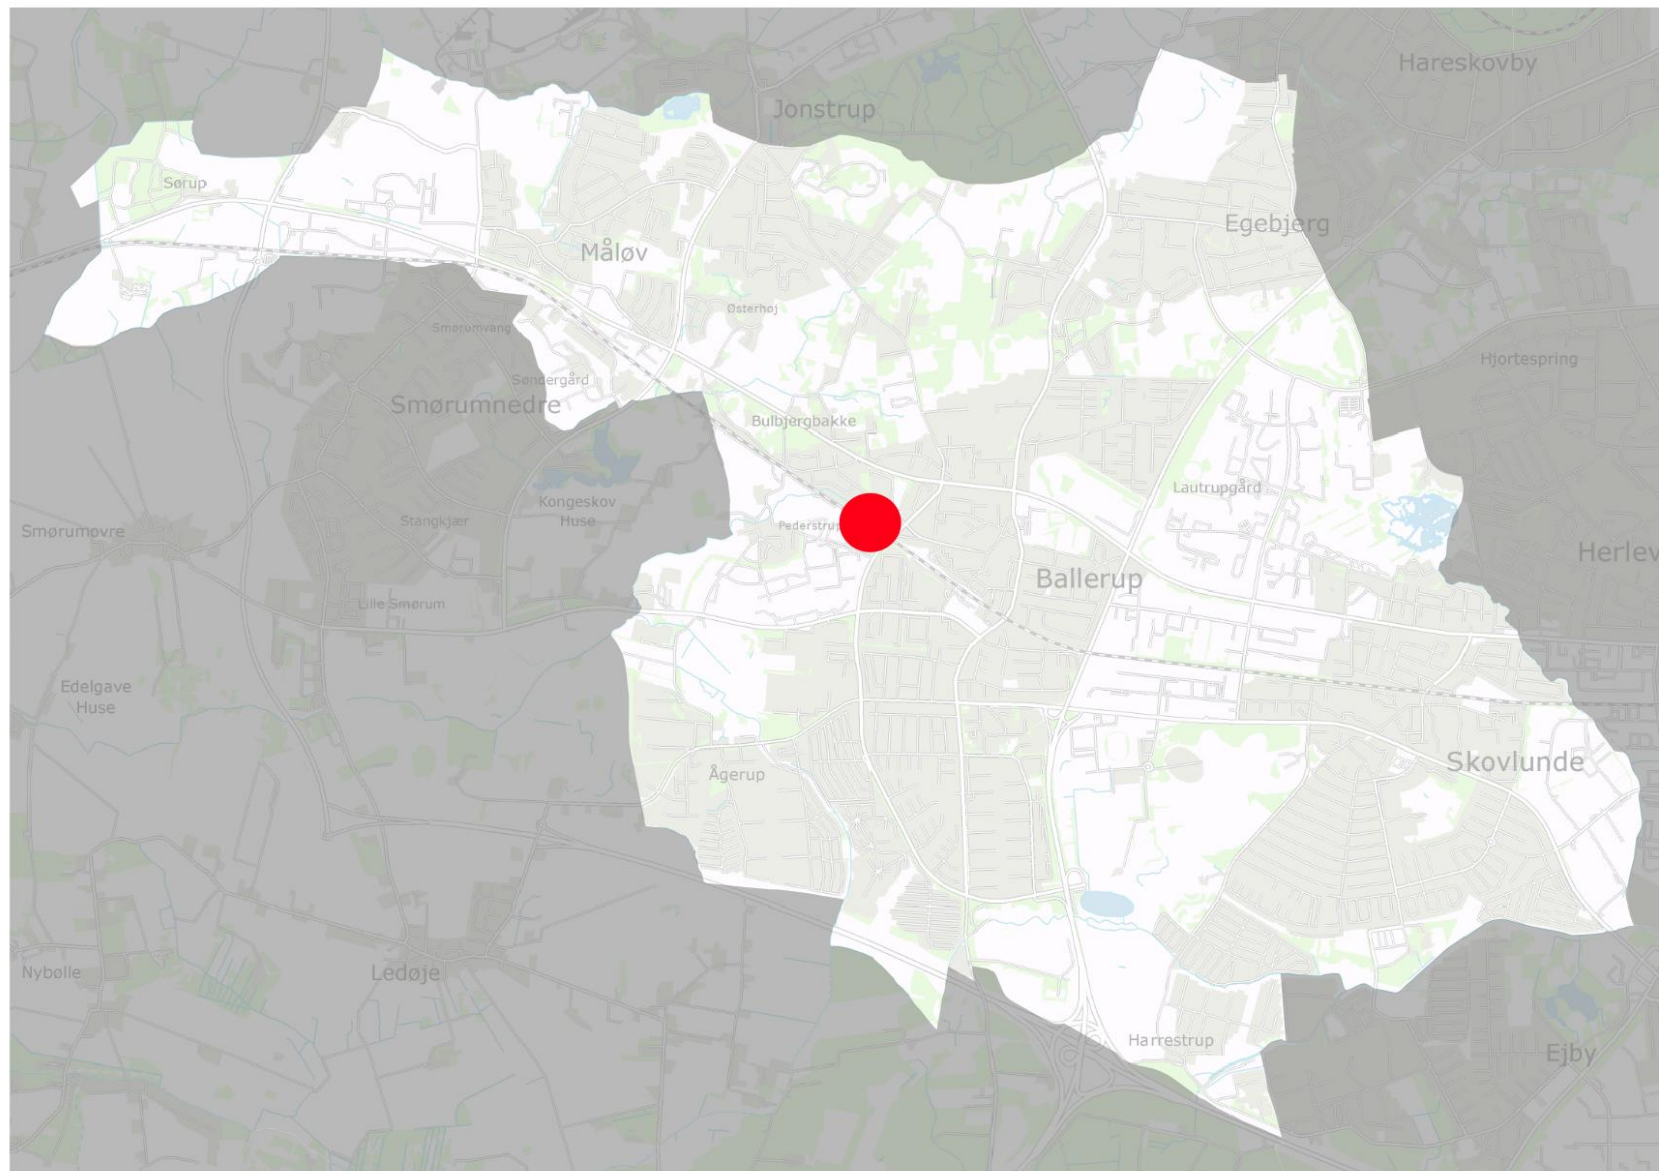 Hareskovby
Jonstrup
Sørup
Egebjerg
Måløv
Østerhøj
Smørumvang
Hjortespring
Søndergård
Smørumnedre
Bulbjergbakke
Lautrupgård
Kongeskov
Huse
Stangkjær
Pederstrup
Smørumovre
Herlev
Ballerup
Lille Smørum
Edelgave
Huse
Skovlunde
Ågerup
Nybølle
Ledøje
Harrestrup
Ejby